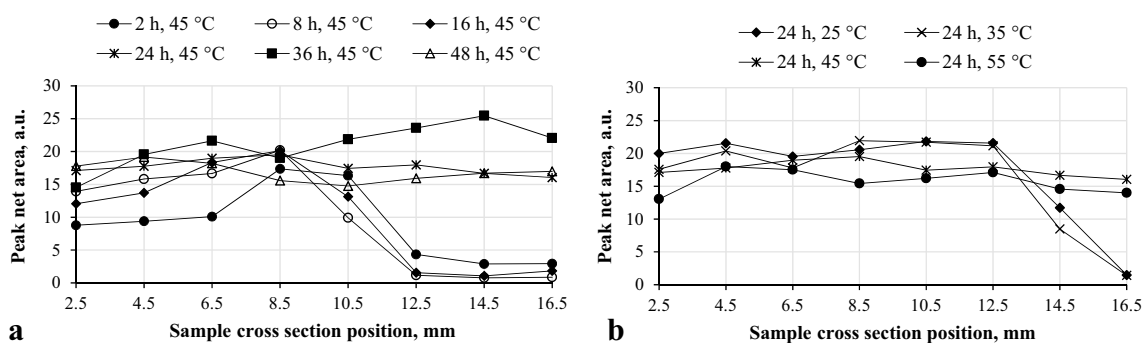 2 h, 45 °C 8 h, 45 °C 16 h, 45 °C
24 h, 45 °C 36 h, 45 °C 48 h, 45 °C
Peak net area, a.u.
30
25
20
15
10
5
0
2.5 4.5 6.5 8.5 10.5 12.5 14.5 16.5
Sample cross section position, mm
a
24 h, 25 °C 24 h, 35 °C
24 h, 45 °C 24 h, 55 °C
Peak net area, a.u.
30
25
20
15
10
5
0
2.5 4.5 6.5 8.5 10.5 12.5 14.5 16.5
Sample cross section position, mm
b